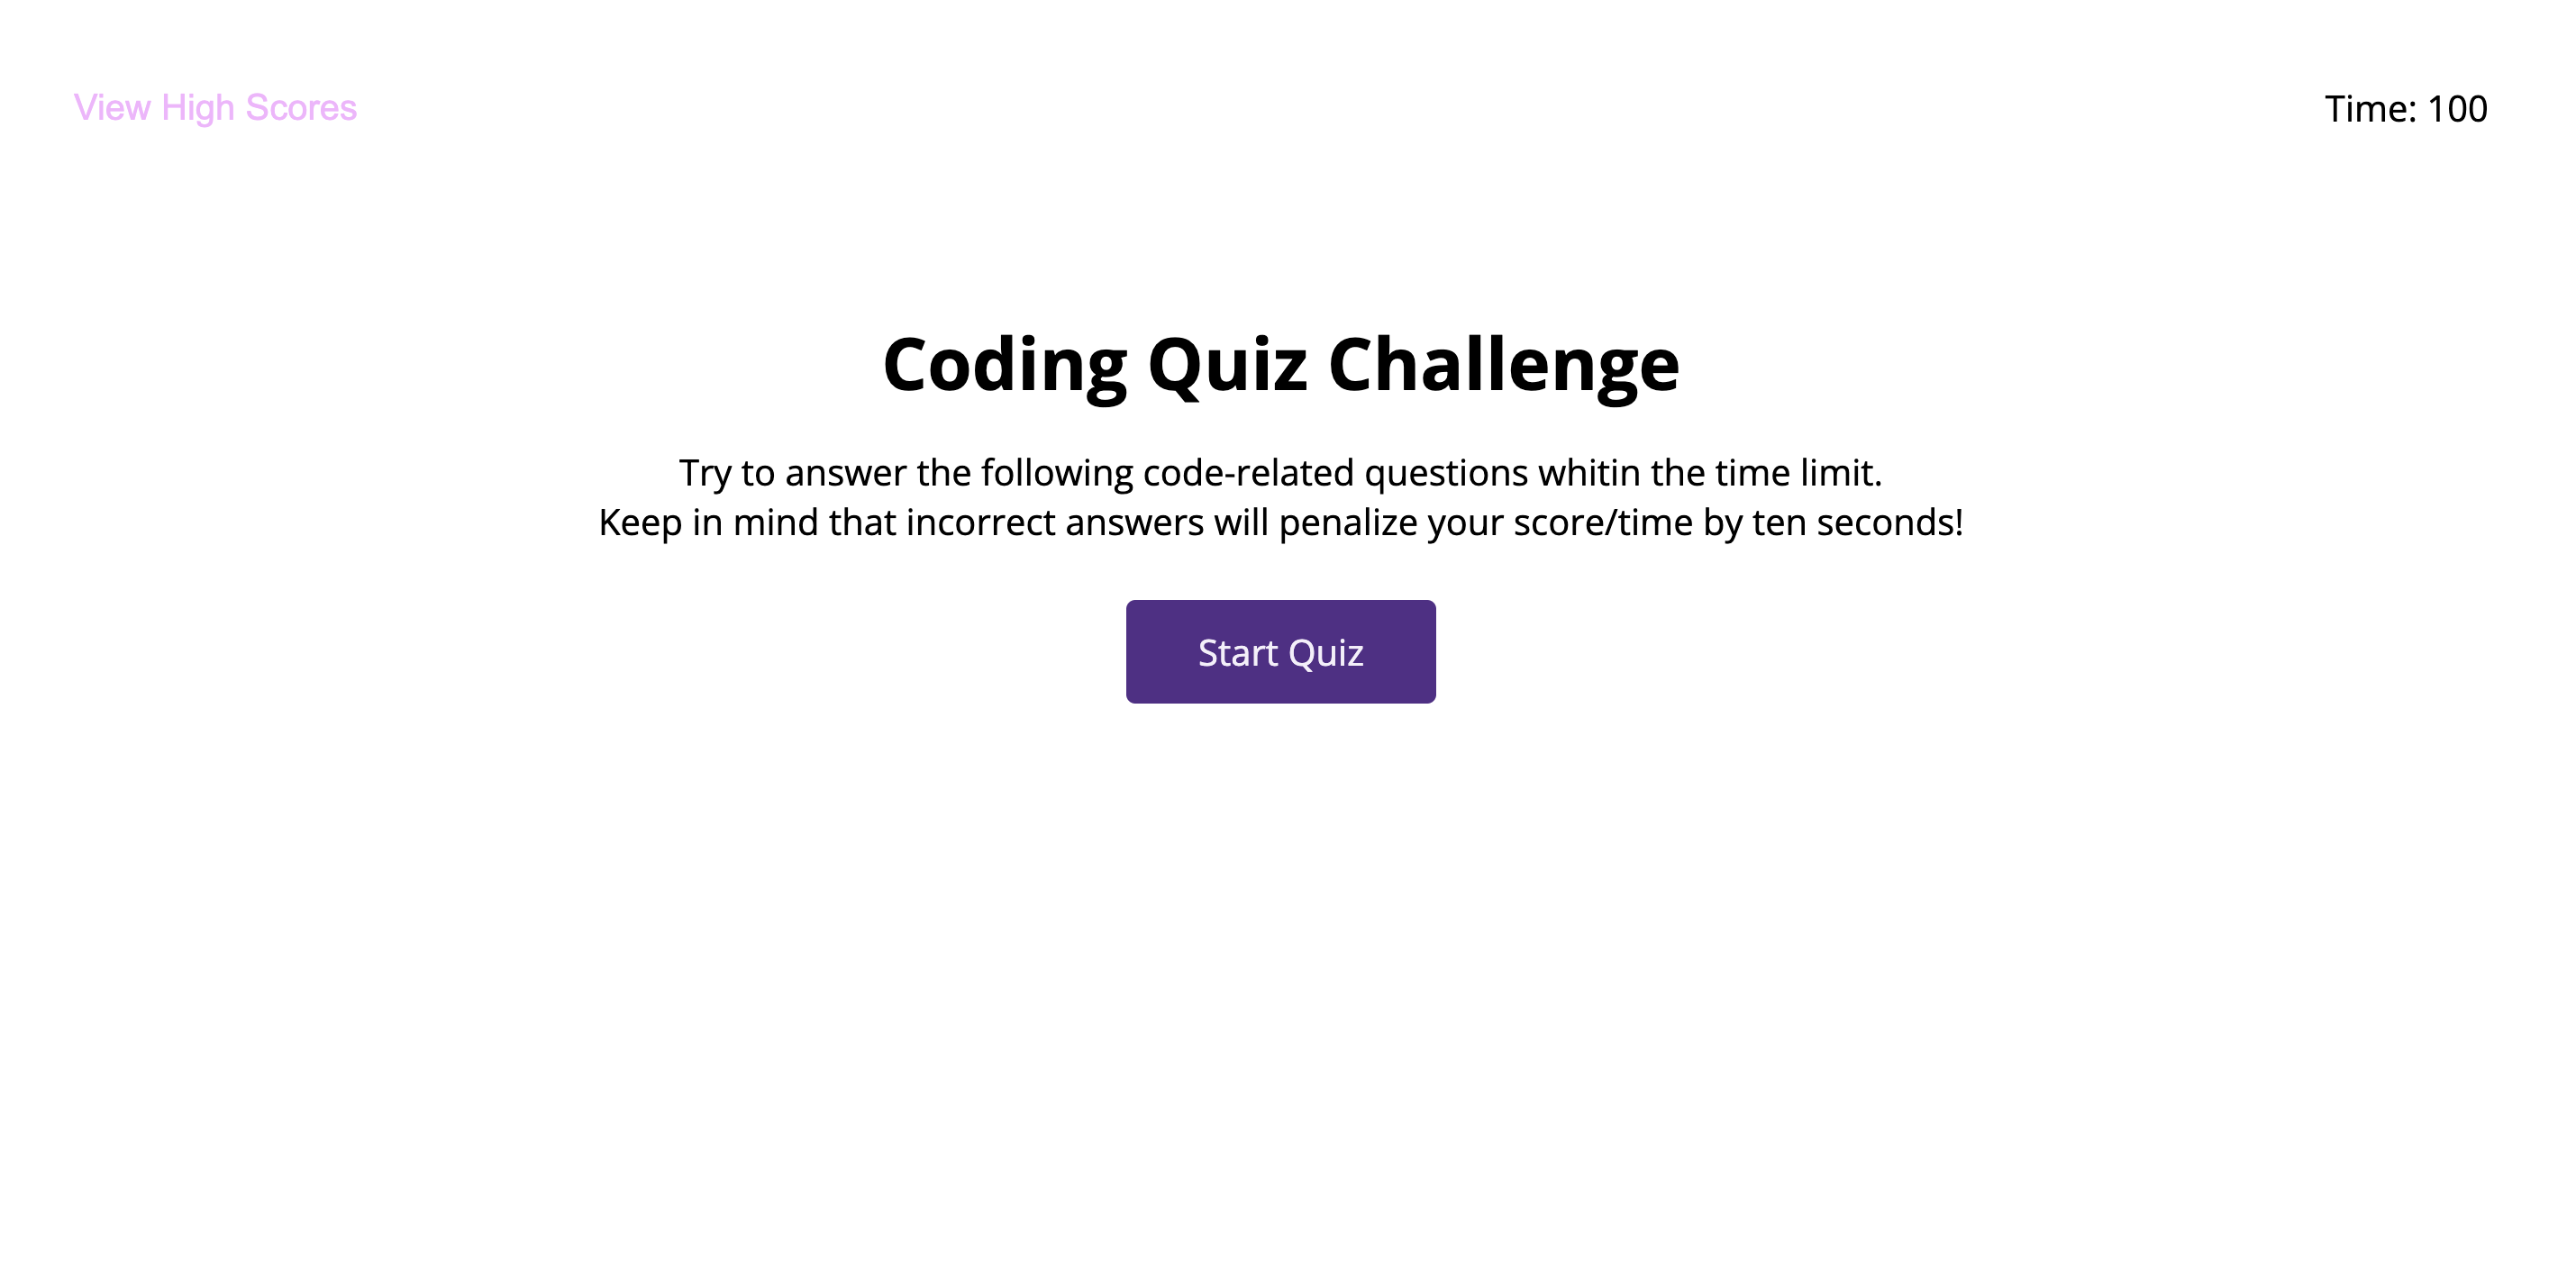 View High Scores
Time: 100
Coding Quiz Challenge
Try to answer the following code-related questions whitin the time limit.
Keep in mind that incorrect answers will penalize your score/time by ten seconds!
Start Quiz